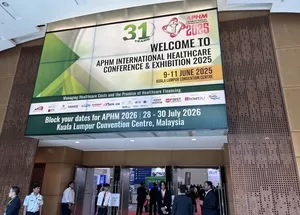 31
YEARS
APHM
2025
WELCOME TO
APHM INTERNATIONAL HEALTHCARE
CONFERENCE & EXHIBITION 2025
9-11 JUNE 2025
KUALA LUMPUR CONVENTION CENTRE
Managing Healthcare Costs and the Promise of Healthcare Financing
Block your dates for APHM 2026 : 28 - 30 July 2026
Kuala Lumpur Convention Centre, Malaysia